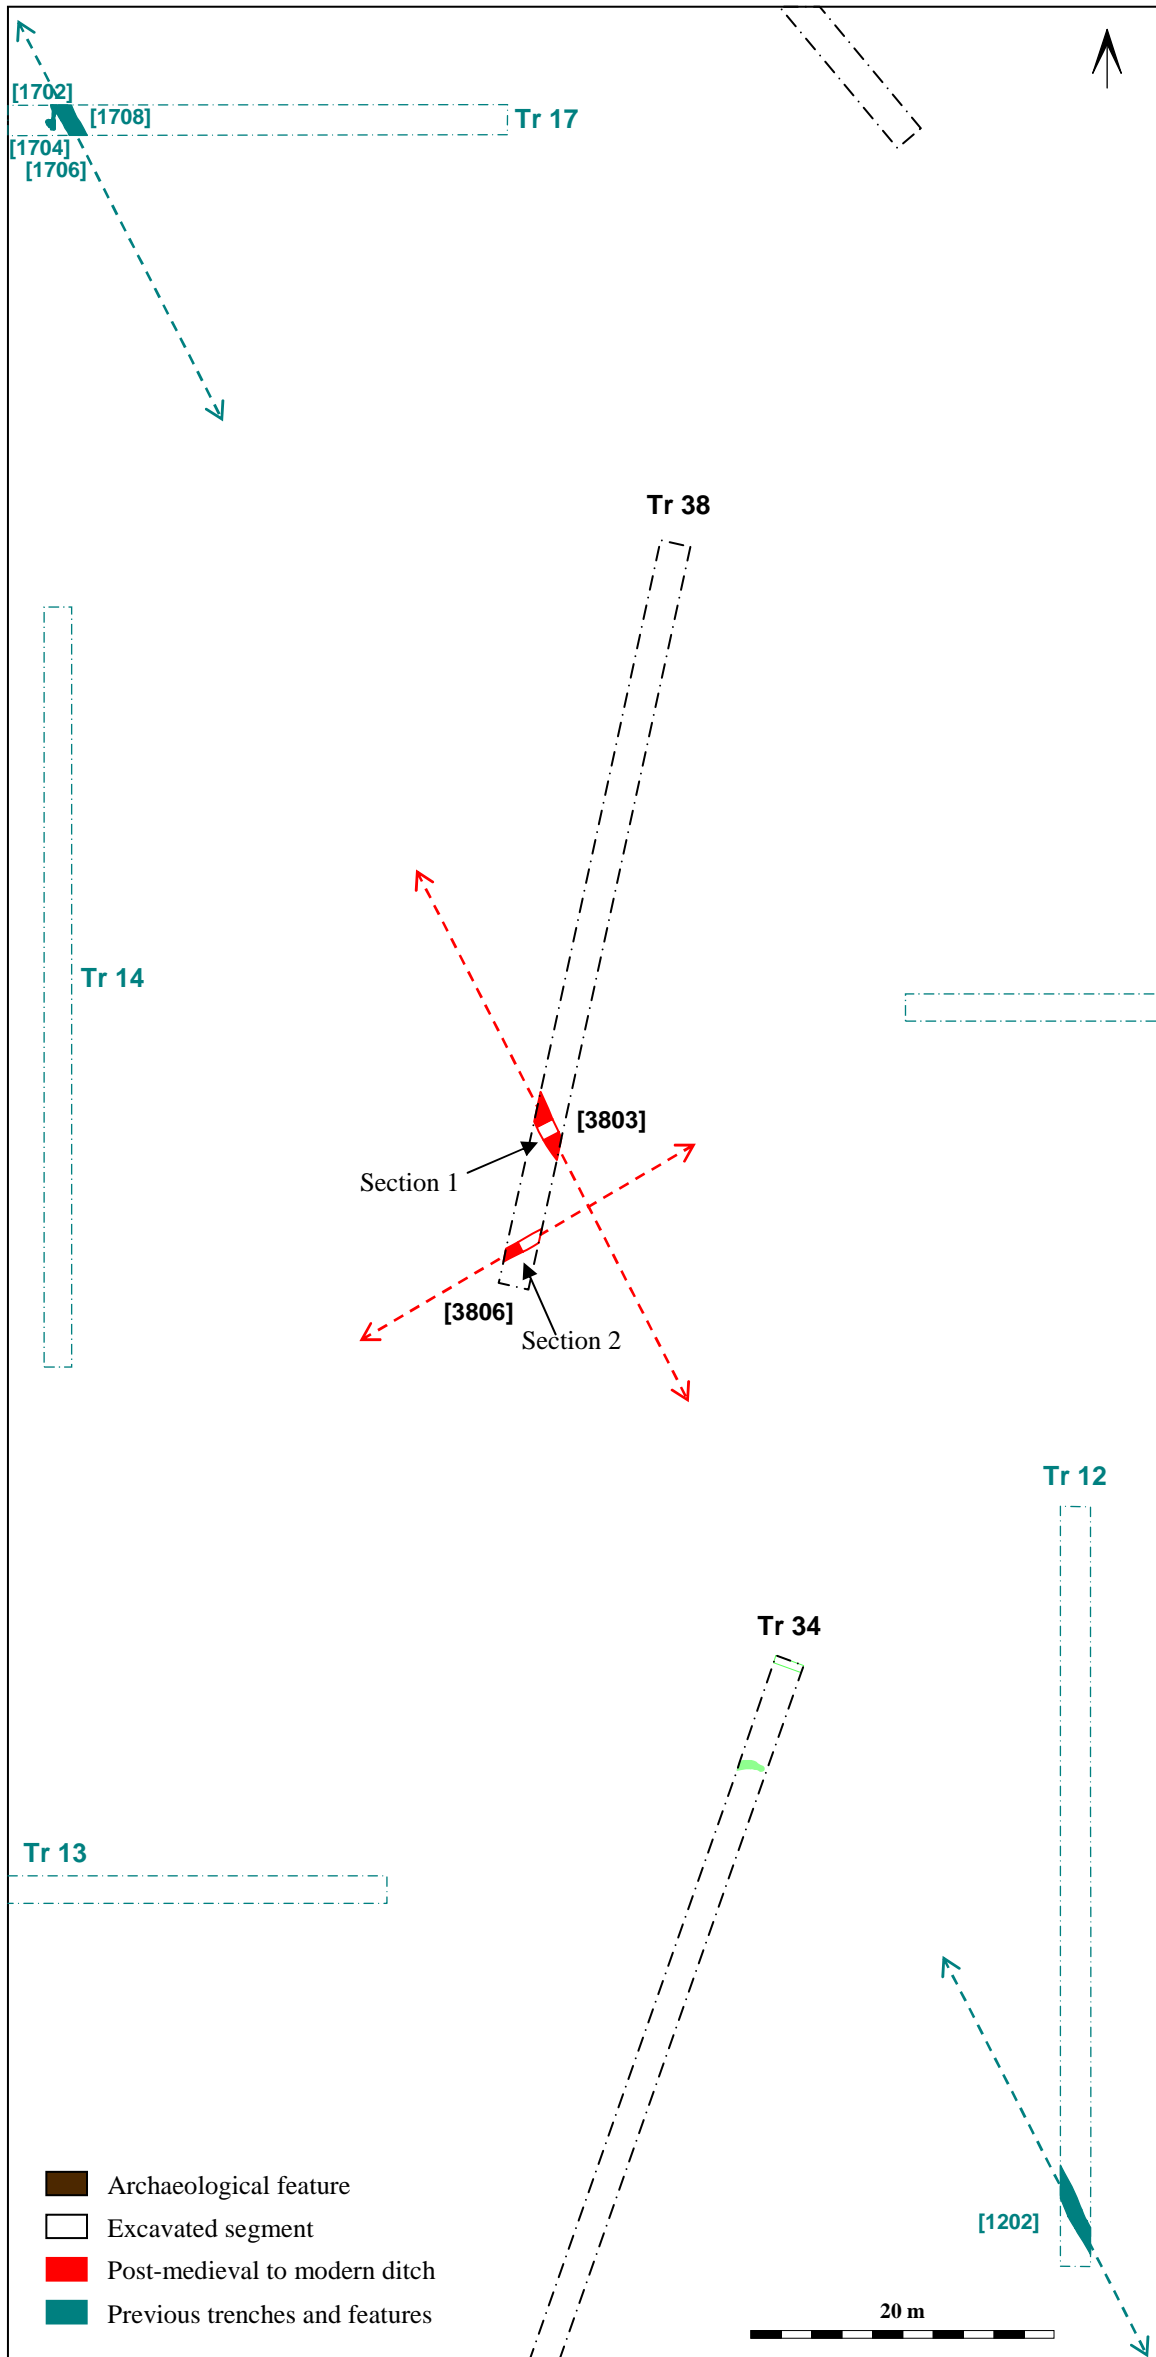 [1702]
[1708]
Tr 17
[1704]
[1706]
Tr 38
Tr 14
[3803]
Section 1
[3806]
Section 2
Tr 12
Tr 34
Tr 13
[1202]
Archaeological feature
Excavated segment
Post-medieval to modern ditch
Previous trenches and features
20 m